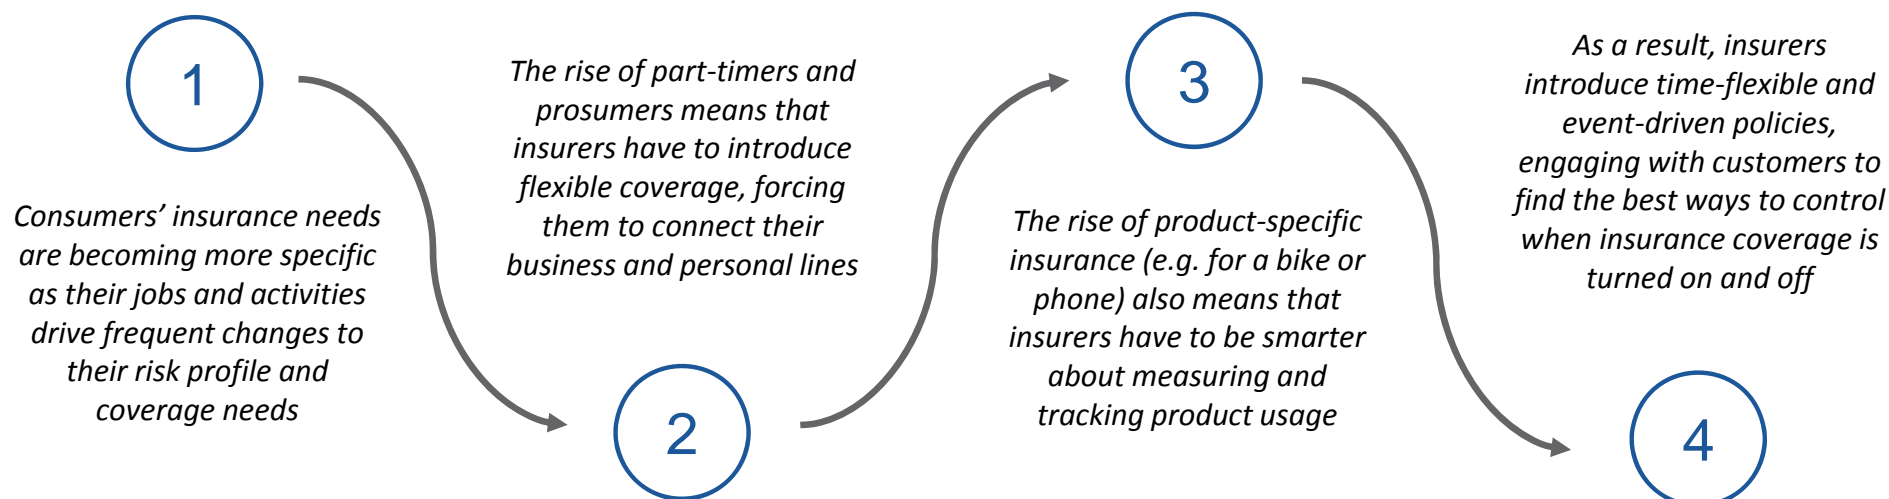 1
Consumers’ insurance needs
are becoming more specific
as their jobs and activities
drive frequent changes to
their risk profile and
coverage needs
The rise of part-timers and
prosumers means that
insurers have to introduce
flexible coverage, forcing
them to connect their
business and personal lines
2
3
The rise of product-specific
insurance (e.g. for a bike or
phone) also means that
insurers have to be smarter
about measuring and
tracking product usage
As a result, insurers
introduce time-flexible and
event-driven policies,
engaging with customers to
find the best ways to control
when insurance coverage is
turned on and off
4